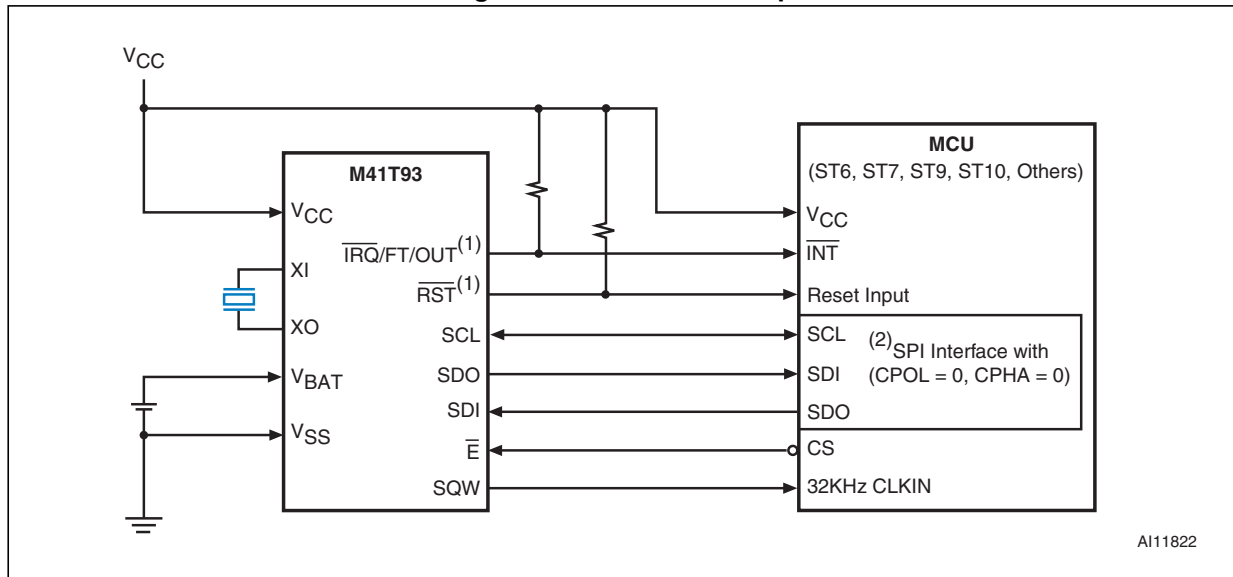 VCC
MCU
(ST6, ST7, ST9, ST10, Others)
M41T93
VCC
XI
XO
VBAT
VSS
IRQ/FT/OUT(1)
RST(1)
SCL
SDO
SDI
E
SQW
VCC
INT
Reset Input
SCL
SDI
SDO
(2)SPI Interface with
(CPOL = 0, CPHA = 0)
CS
32KHz CLKIN
AI11822